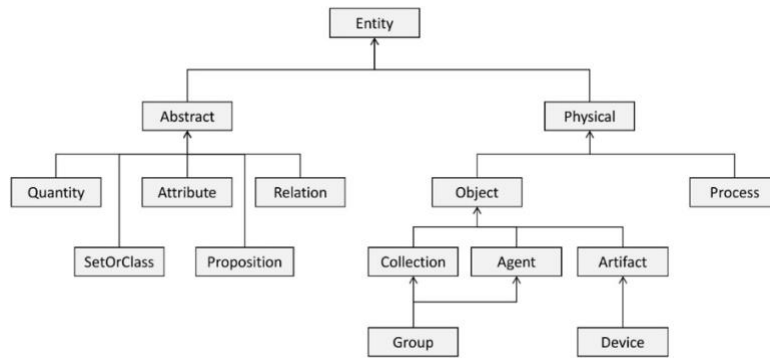 Entity
Abstract
Physical
Quantity
Attribute
Relation
Object
Process
SetOrClass
Proposition
Collection
Agent
Artifact
Group
Device